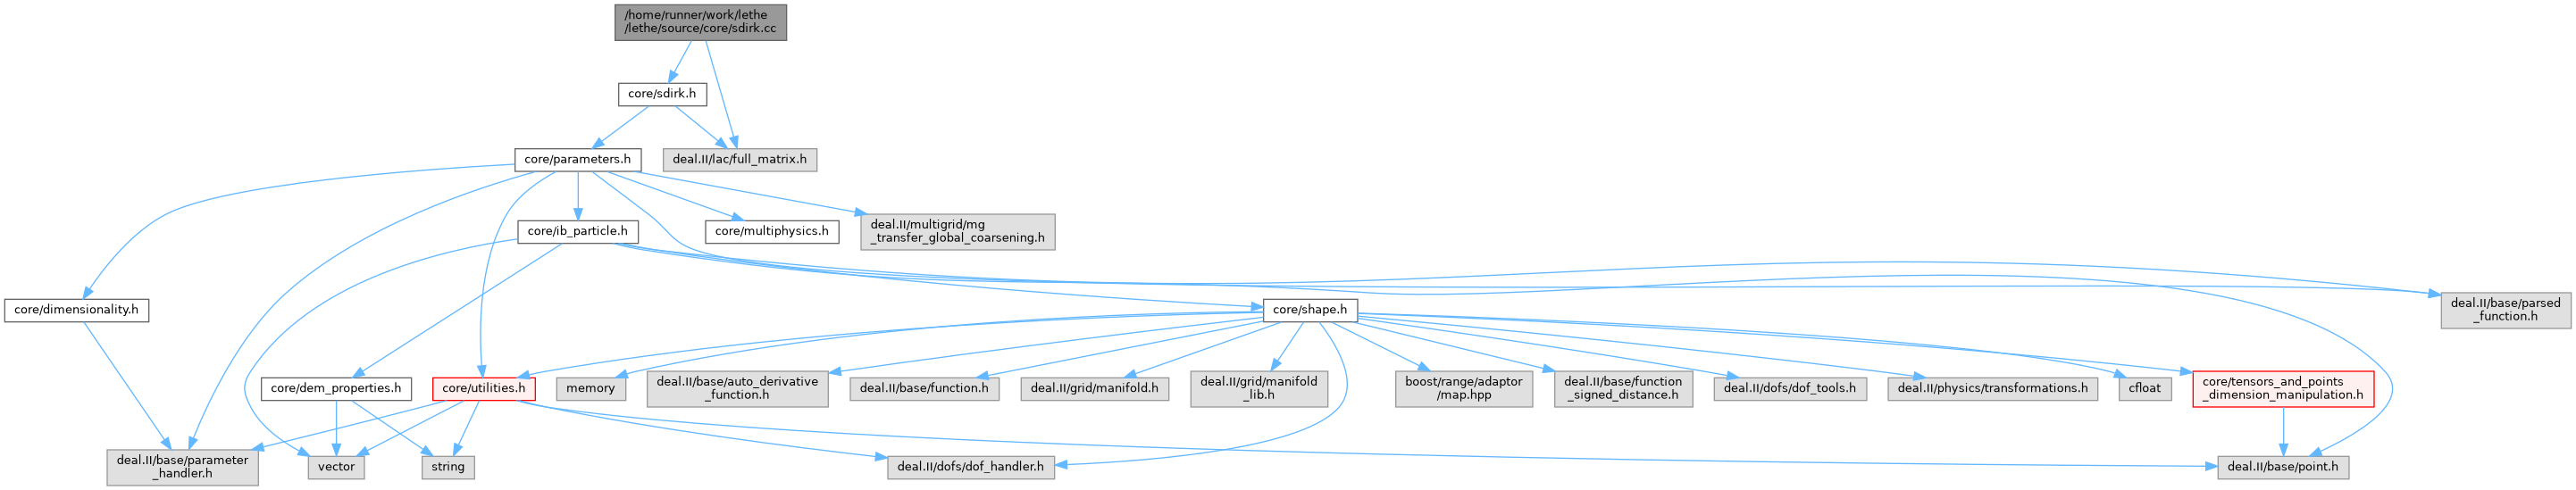 /home/runner/work/lethe
/lethe/source/core/sdirk.cc
core/sdirk.h
core/parameters.h
deal.II/lac/full_matrix.h
core/ib_particle.h
core/multiphysics.h
deal.II/multigrid/mg
_transfer_global_coarsening.h
core/dimensionality.h
core/shape.h
deal.II/base/parsed
_function.h
core/dem_properties.h
core/utilities.h
memory
deal.II/base/auto_derivative
_function.h
deal.II/base/function.h
deal.II/grid/manifold.h
deal.II/grid/manifold
_lib.h
boost/range/adaptor
/map.hpp
deal.II/base/function
_signed_distance.h
deal.II/dofs/dof_tools.h
deal.II/physics/transformations.h
cfloat
core/tensors_and_points
_dimension_manipulation.h
deal.II/base/parameter
_handler.h
vector
string
deal.II/dofs/dof_handler.h
deal.II/base/point.h